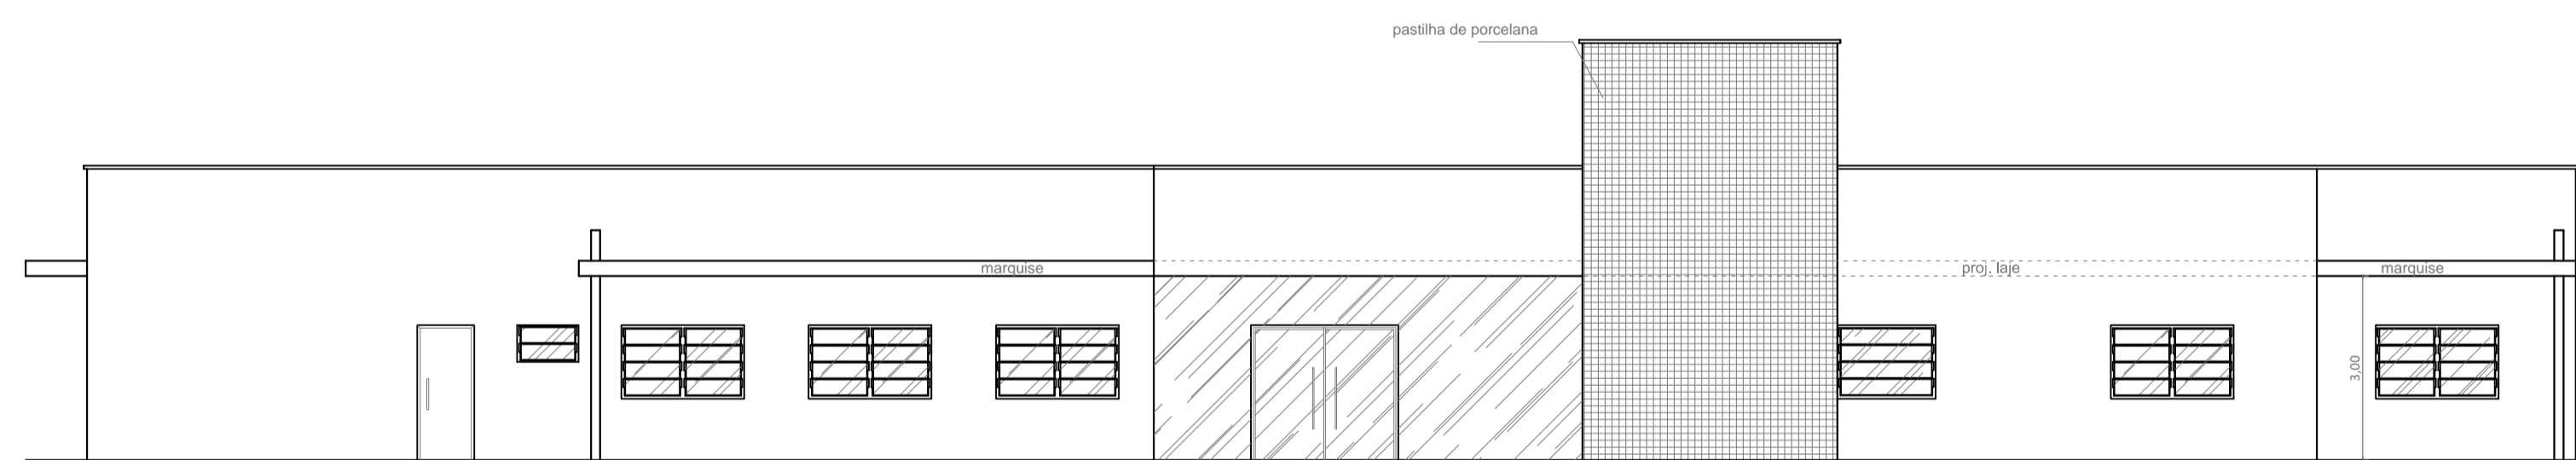 pastilha de porcelana
marquise
proj. laje
marquise
3,00